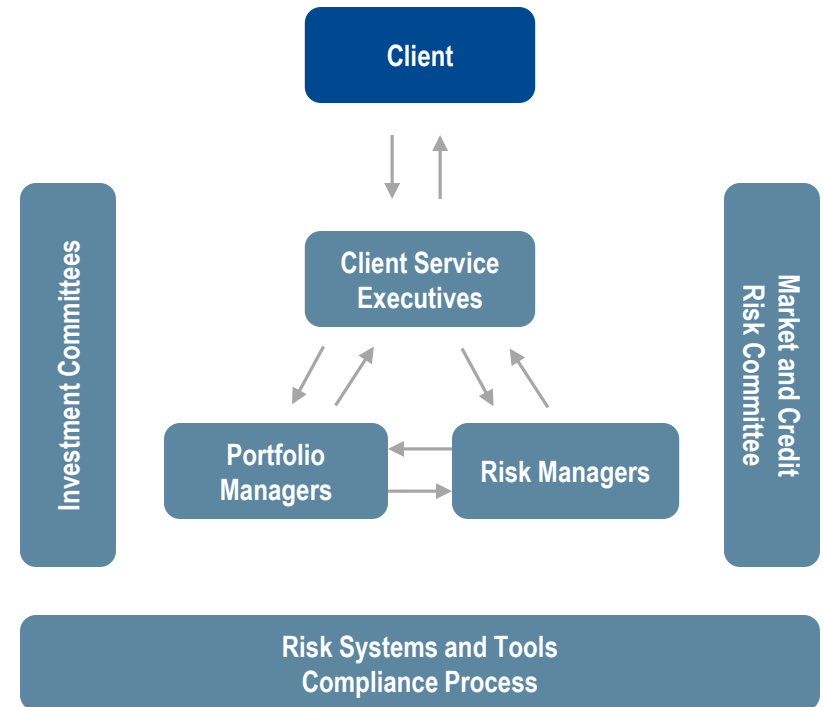 Client
Investment Committees
Client Service
Executives
Market and Credit
Risk Committee
Portfolio
Managers
Risk Managers
Risk Systems and Tools
Compliance Process